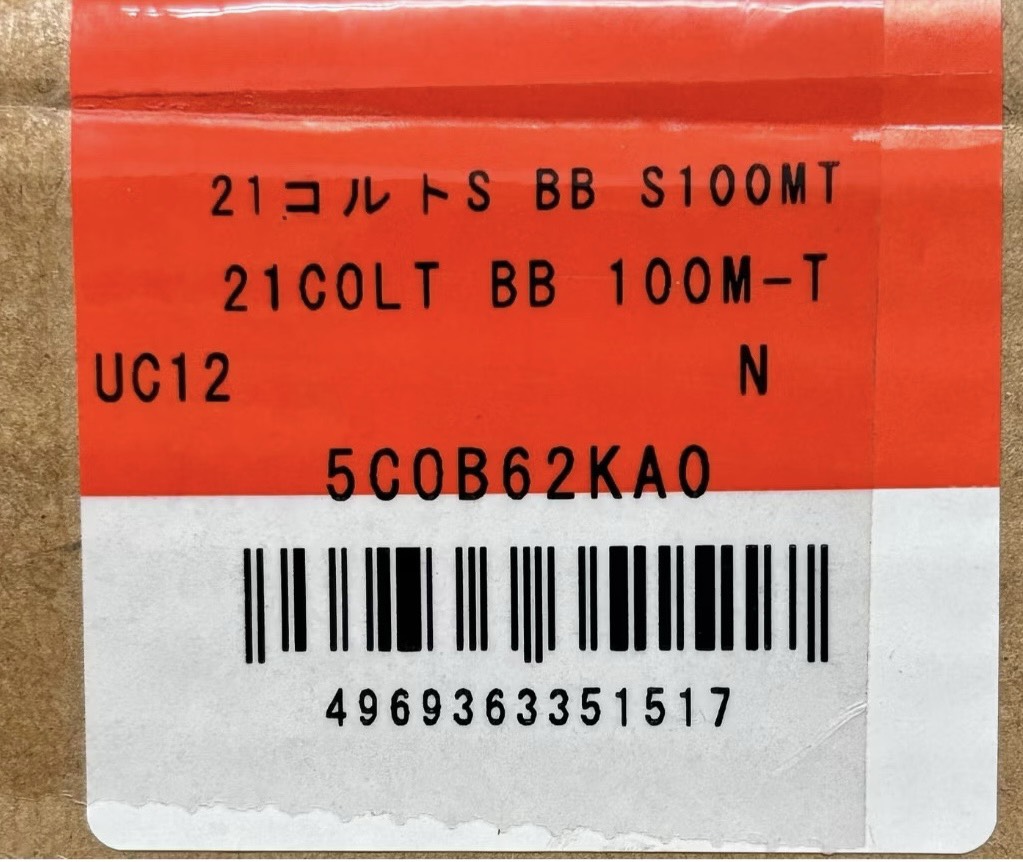 21コルトS BB S100MT
21COLT BB 100M-T
UC12 N
5C0B62KA0
4969363351517